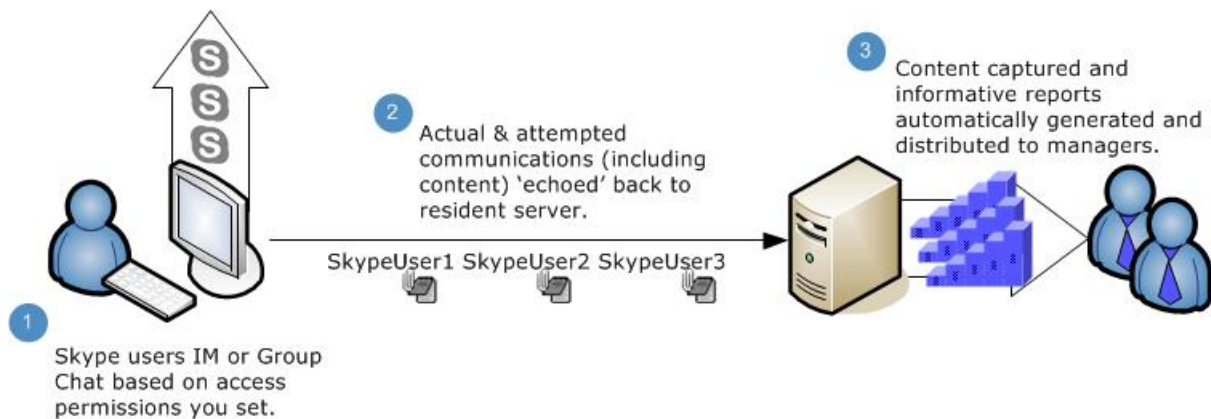 S
S
S
1
Skype users IM or Group
Chat based on access
permissions you set.
2
Actual & attempted
communications (including
content) ‘echoed’ back to
resident server.
SkypeUser1 SkypeUser2 SkypeUser3
3
Content captured and
informative reports
automatically generated and
distributed to managers.